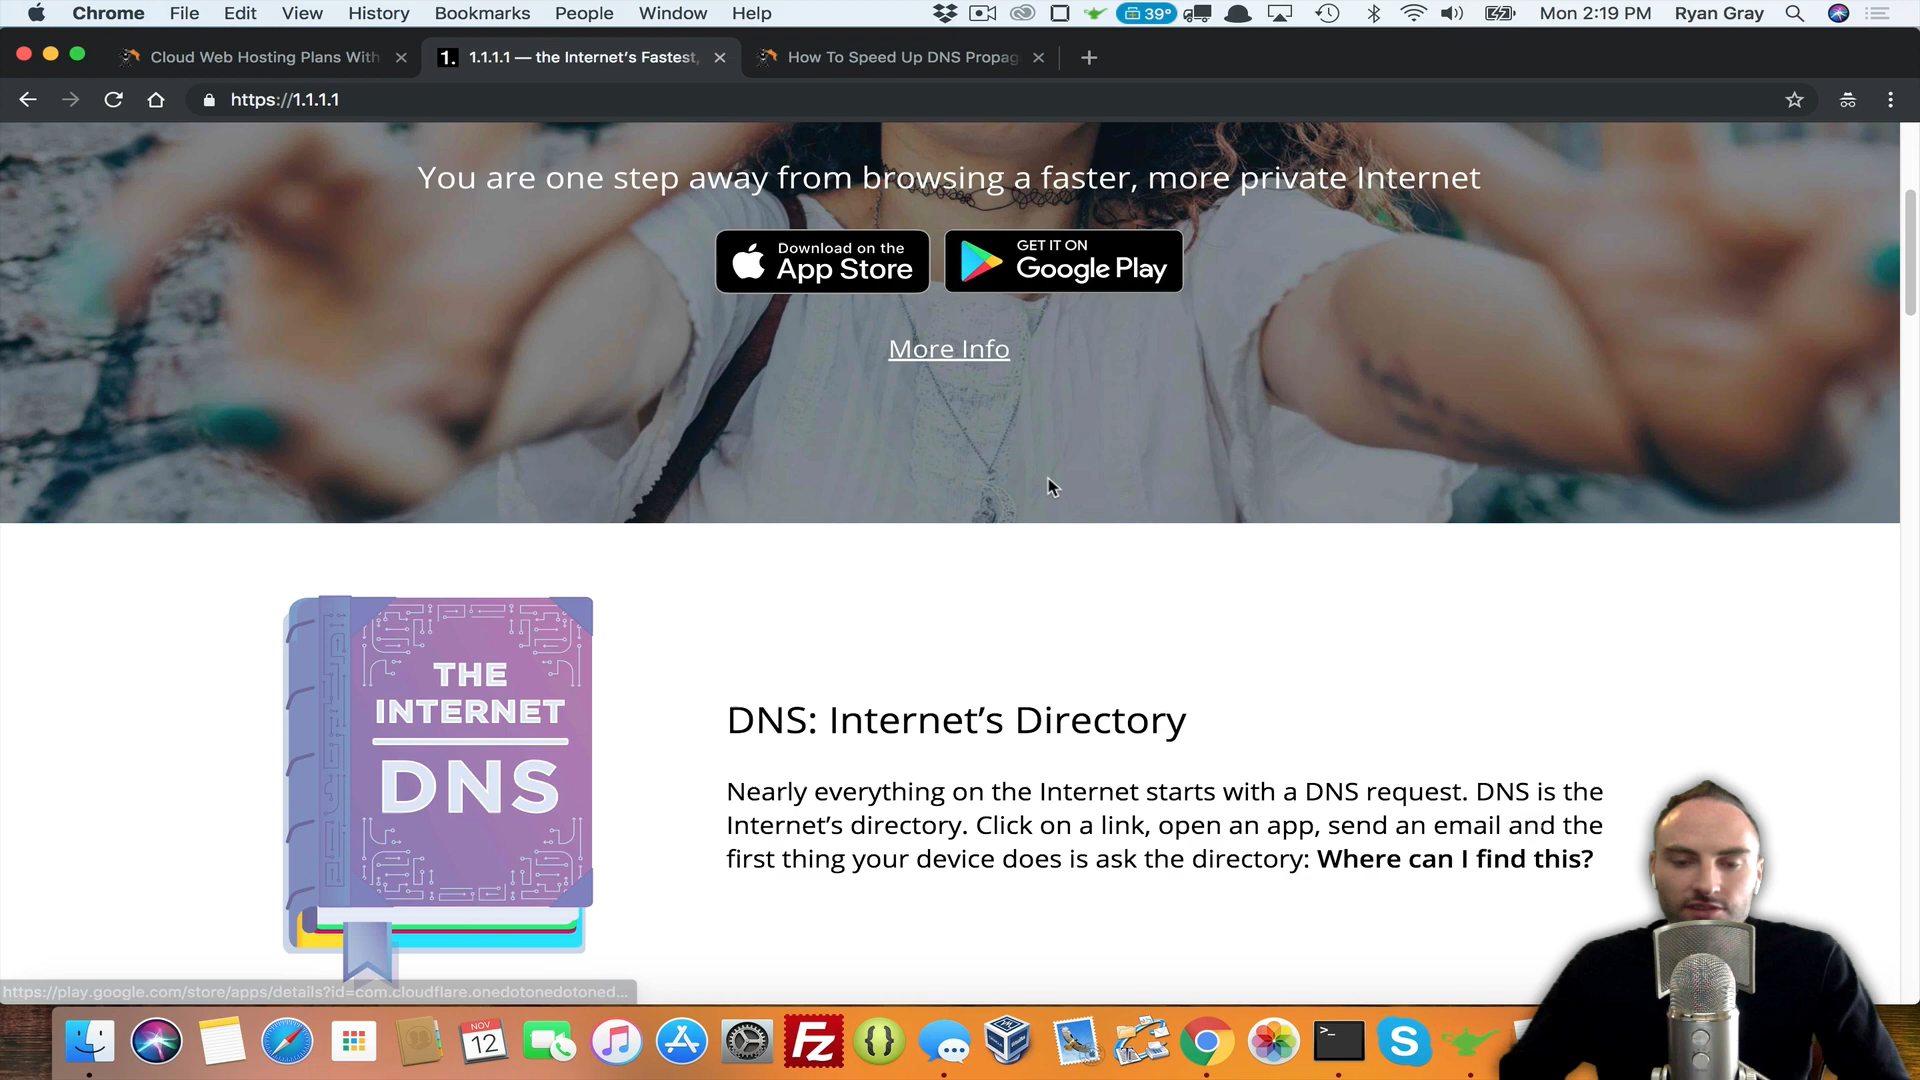 Chrome File Edit View History Bookmarks People Window Help 39° Mon 2:19 PM Ryan Gray
Cloud Web Hosting Plans With
1. 1.1.1.1 — the Internet's Fastest,
How To Speed Up DNS Propag
https://1.1.1.1
You are one step away from browsing a faster, more private Internet
Download on the
App Store
GET IT ON
Google Play
More Info
THE
INTERNET
DNS
DNS: Internet's Directory
Nearly everything on the Internet starts with a DNS request. DNS is the
Internet's directory. Click on a link, open an app, send an email and the
first thing your device does is ask the directory: Where can I find this?
https://play.google.com/store/apps/details?id=com.cloudflare.onedotonedotoned...
NOV
12
Fz